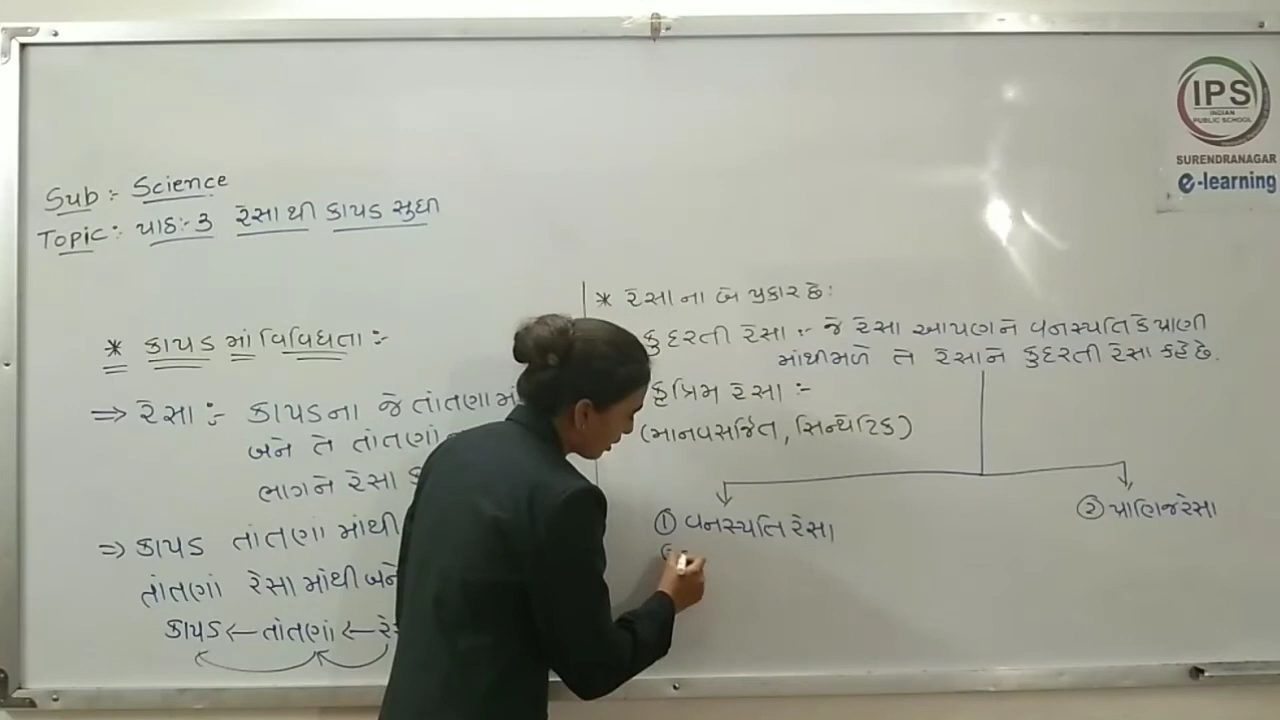 Sub :- Science
Topic :- પાઠ:- 3 રેસા થી કાપડ સુધી
* કાપડ માં વિવિધતા :-
⇒ રેસા :- કાપડના જે તાંતણા માં
બને તે તાંતણાં
ભાગને રેસા
⇒ કાપડ તાંતણા માંથી
તાંતણાં રેસા માંથી બને
કાપડ ← તાંતણાં ←
* રેસા ના બે પ્રકાર છે:
કુદરતી રેસા :- જે રેસા આપણને વનસ્પતિ કે પ્રાણી
માંથી મળે તે રેસાને કુદરતી રેસા કહે છે.
કૃત્રિમ રેસા :-
(માનવસર્જિત, સિન્થેટિક)
① વનસ્પતિ રેસા
② પ્રાણિજ રેસા
IPS
INDIAN
PUBLIC SCHOOL
SURENDRANAGAR
e-learning